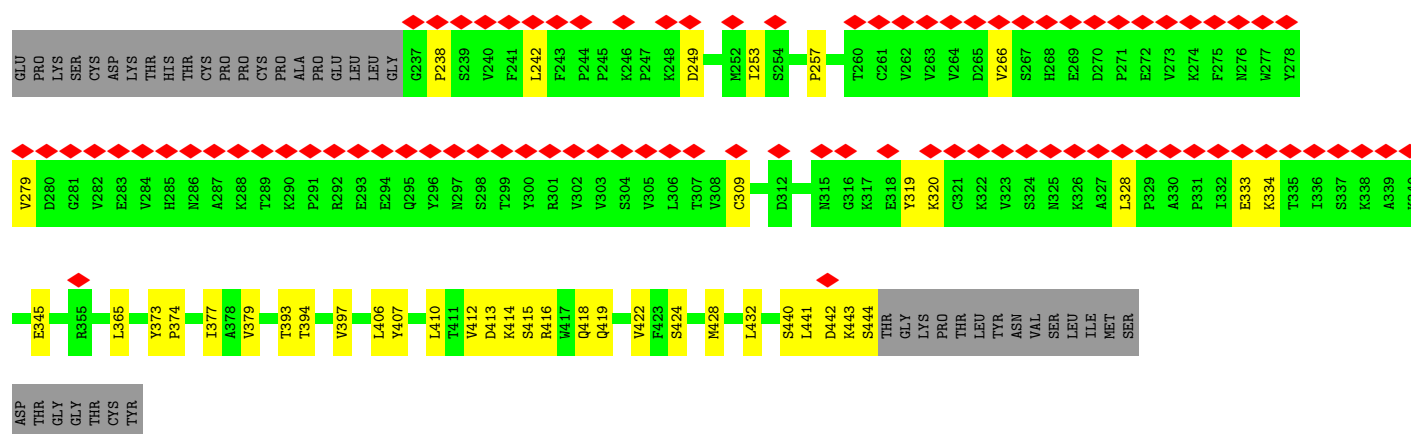 GLU PRO LYS SER CYS ASP LYS THR HIS THR CYS PRO PRO CYS PRO ALA PRO GLU LEU LEU GLY G237 P238 S239 V240 F241 L242 F243 P244 P245 K246 P247 K248 D249 M252 I253 S254 P257 T260 C261 V262 V263 V264 D265 V266 S267 H268 E269 D270 P271 E272 V273 K274 F275 N276 W277 Y278
V279 D280 G281 V282 E283 V284 H285 N286 A287 K288 T289 K290 P291 R292 E293 E294 Q295 Y296 N297 S298 T299 Y300 R301 V302 V303 S304 V305 L306 T307 V308 C309 D312 N315 G316 K317 E318 Y319 K320 C321 K322 V323 S324 N325 K326 A327 L328 P329 A330 P331 I332 E333 K334 T335 I336 S337 K338 A339
E345 R355 L365 Y373 P374 I377 A378 V379 T393 T394 V397 L406 Y407 L410 T411 V412 D413 K414 S415 R416 W417 Q418 Q419 V422 F423 S424 M428 L432 S440 L441 D442 K443 S444 THR GLY LYS PRO THR LEU TYR ASN VAL SER LEU ILE MET SER
ASP THR GLY GLY THR CYS TYR